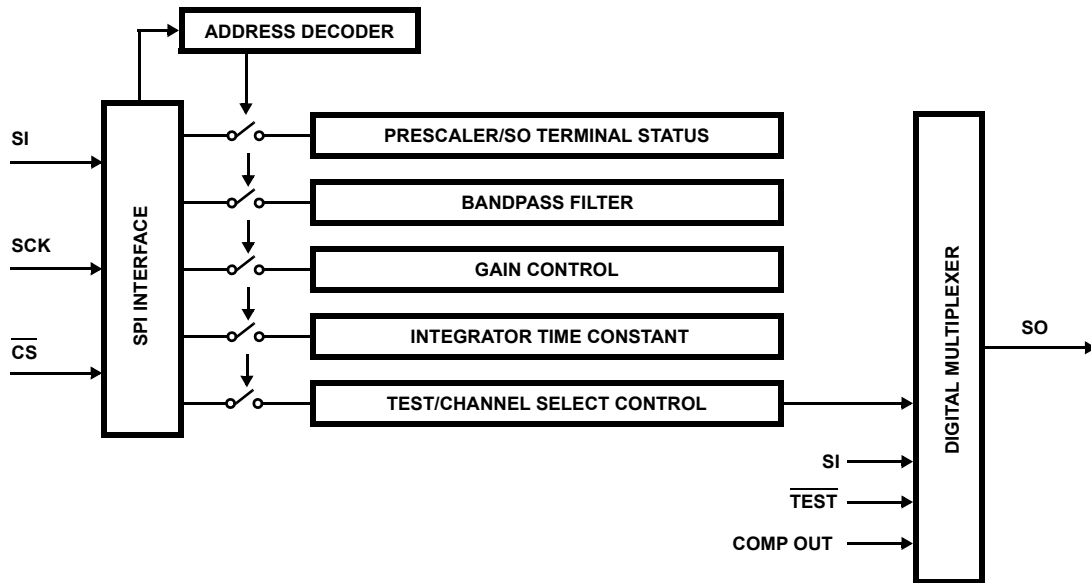 ADDRESS DECODER
SI
SCK
CS
SPI INTERFACE
PRESCALER/SO TERMINAL STATUS
BANDPASS FILTER
GAIN CONTROL
INTEGRATOR TIME CONSTANT
TEST/CHANNEL SELECT CONTROL
SI
TEST
COMP OUT
DIGITAL MULTIPLEXER
SO